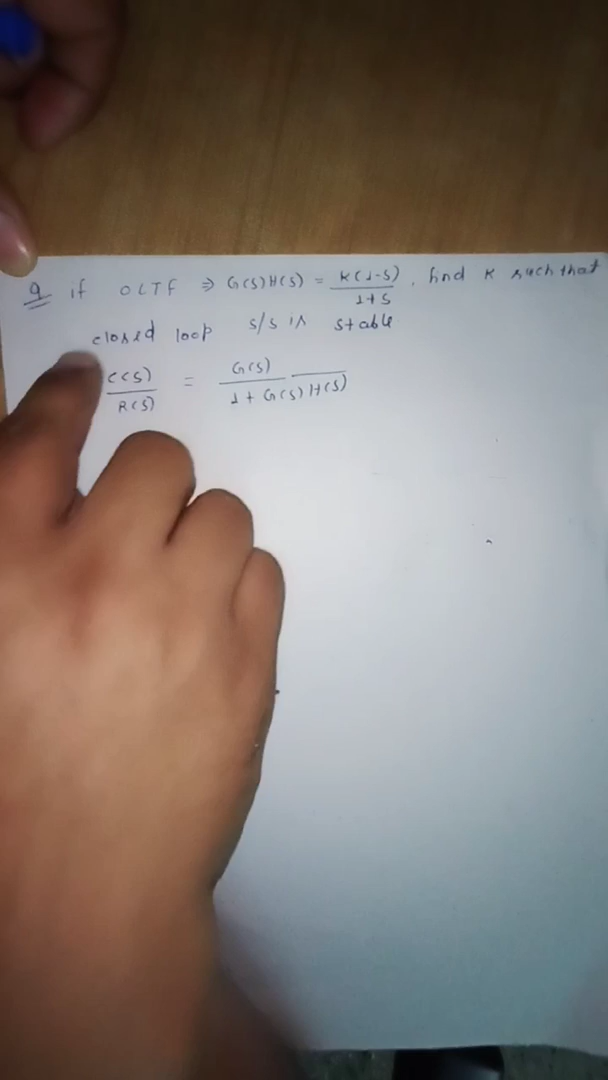 Q if OLTF ⇒ G(S)H(S) = K(1-S) / 1+S , find K such that
closed loop s/s is stable
C(S) / R(S) = G(S) / 1 + G(S)H(S)